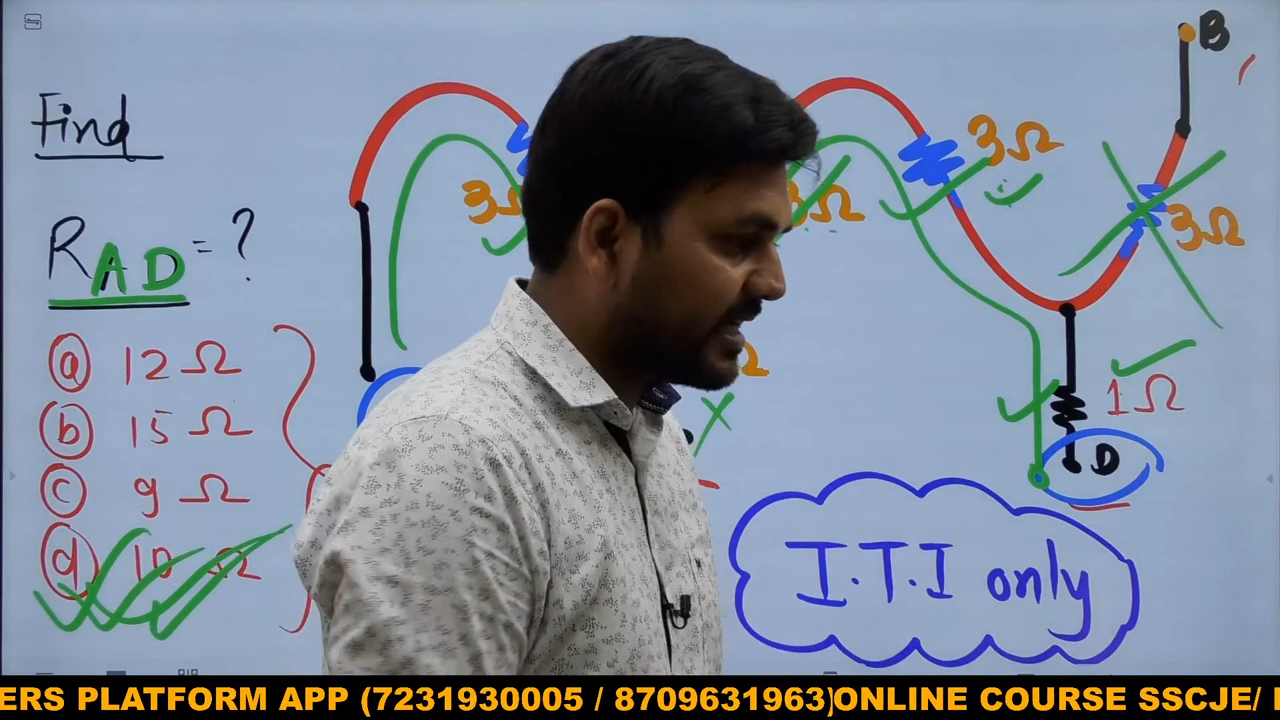 Find
R AD = ?
(a) 12 Ω
(b) 15 Ω
(c) 9 Ω
(d) 10 Ω
3Ω
3Ω
3Ω
3Ω
Ω
1Ω
B
D
I.T.I only
ERS PLATFORM APP (7231930005 / 8709631963)ONLINE COURSE SSCJE/